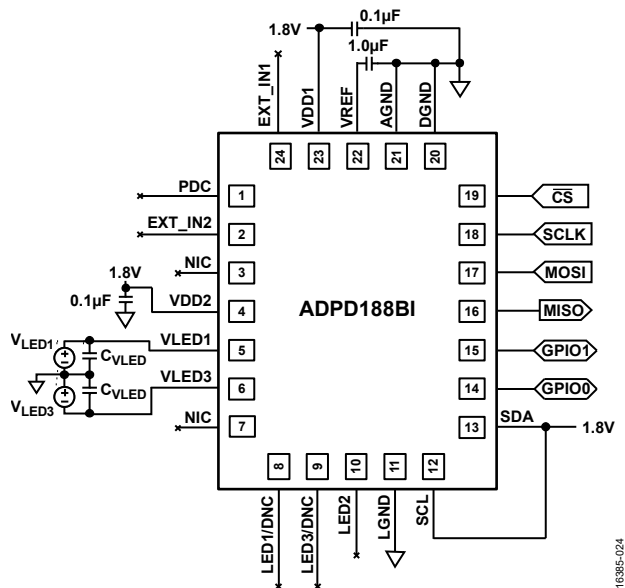 0.1µF
1.8V
1.0µF
EXT_IN1
VDD1
VREF
AGND
DGND
24
23
22
21
20
PDC
1
19
CS
EXT_IN2
2
18
SCLK
NIC
3
17
MOSI
1.8V
0.1µF
VDD2
4
ADPD188BI
16
MISO
VLED1
VLED1
5
15
GPIO1
CVLED
CVLED
VLED3
6
14
GPIO0
VLED3
NIC
7
13
SDA
1.8V
8
9
10
11
12
LED1/DNC
LED3/DNC
LED2
LGND
SCL
16385-024